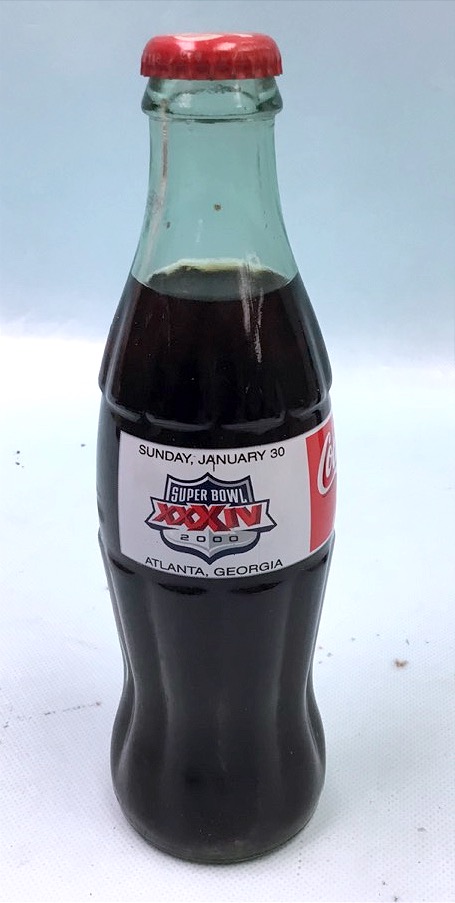 SUNDAY, JANUARY 30
SUPER BOWL
XXXIV
2000
ATLANTA, GEORGIA